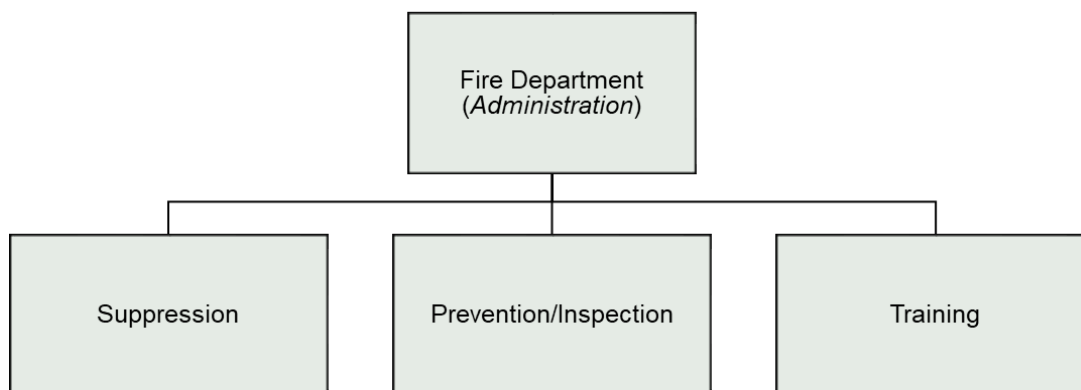 Fire Department
(Administration)
Suppression
Prevention/Inspection
Training